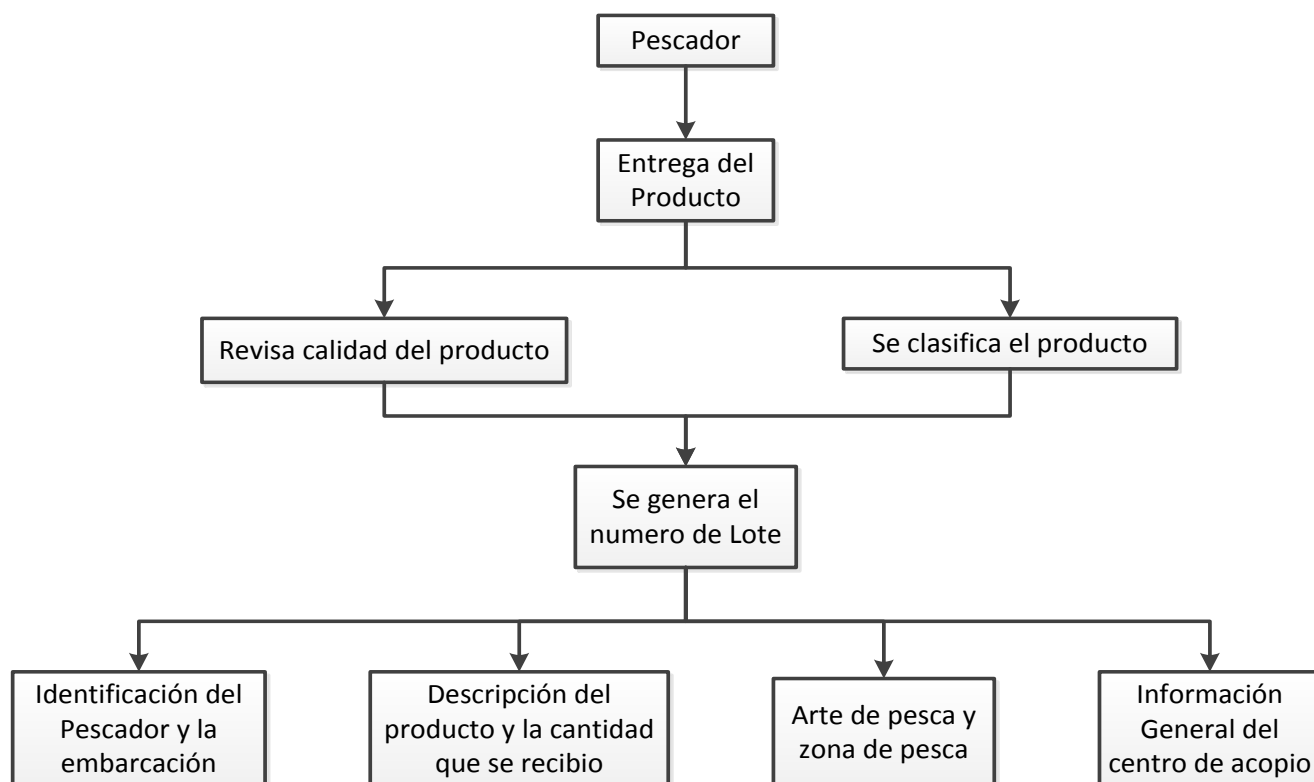 Pescador
Entrega del
Producto
Revisa calidad del producto
Se clasifica el producto
Se genera el
numero de Lote
Identificación del
Pescador y la
embarcación
Descripción del
producto y la cantidad
que se recibio
Arte de pesca y
zona de pesca
Información
General del
centro de acopio